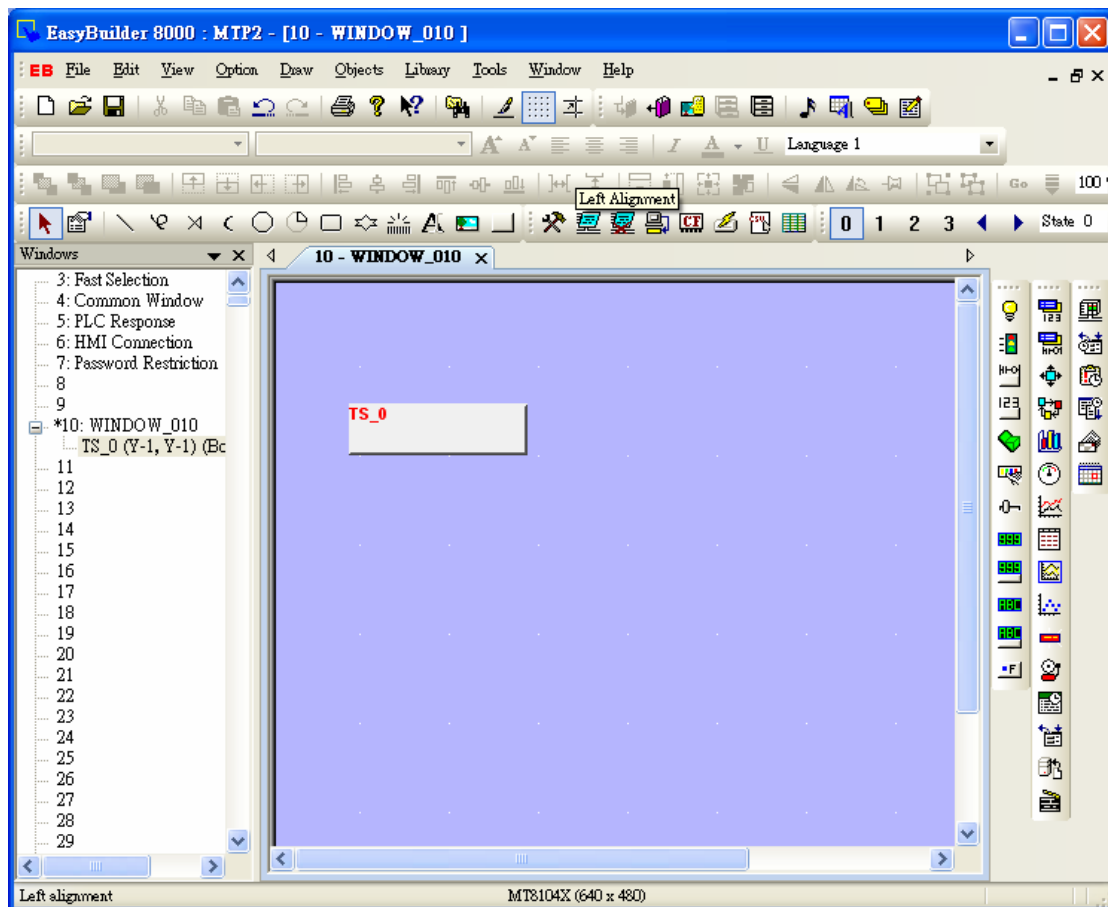 EasyBuilder 8000 : MTP2 - [10 - WINDOW_010 ]
EB File Edit View Option Draw Objects Library Tools Window Help
Language 1
Go 100
Left Alignment
0 1 2 3 State 0
Windows
10 - WINDOW_010
3: Fast Selection
4: Common Window
5: PLC Response
6: HMI Connection
7: Password Restriction
8
9
*10: WINDOW_010
TS_0 (Y-1, Y-1) (Bc
11
12
13
14
15
16
17
18
19
20
21
22
23
24
25
26
27
28
29
TS_0
Left alignment
MT8104X (640 x 480)